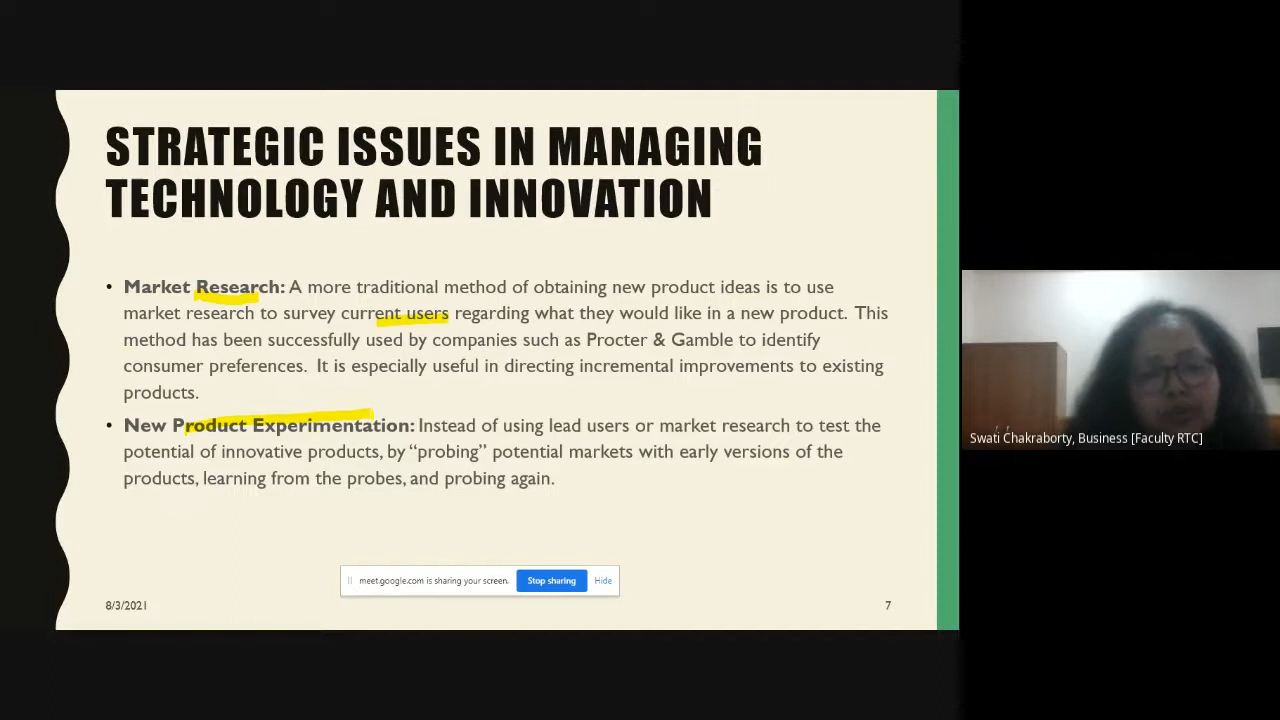 STRATEGIC ISSUES IN MANAGING
TECHNOLOGY AND INNOVATION
• Market Research: A more traditional method of obtaining new product ideas is to use
market research to survey current users regarding what they would like in a new product.  This
method has been successfully used by companies such as Procter & Gamble to identify
consumer preferences.  It is especially useful in directing incremental improvements to existing
products.
• New Product Experimentation: Instead of using lead users or market research to test the
potential of innovative products, by “probing” potential markets with early versions of the
products, learning from the probes, and probing again.
meet.google.com is sharing your screen. Stop sharing Hide
8/3/2021 7
Swati Chakraborty, Business [Faculty RTC]